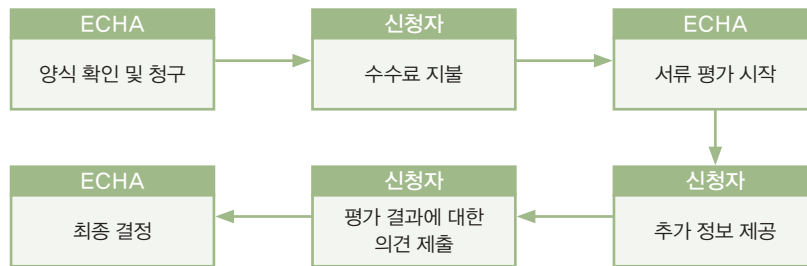 ECHA
양식 확인 및 청구
신청자
수수료 지불
ECHA
서류 평가 시작
신청자
추가 정보 제공
신청자
평가 결과에 대한
의견 제출
ECHA
최종 결정